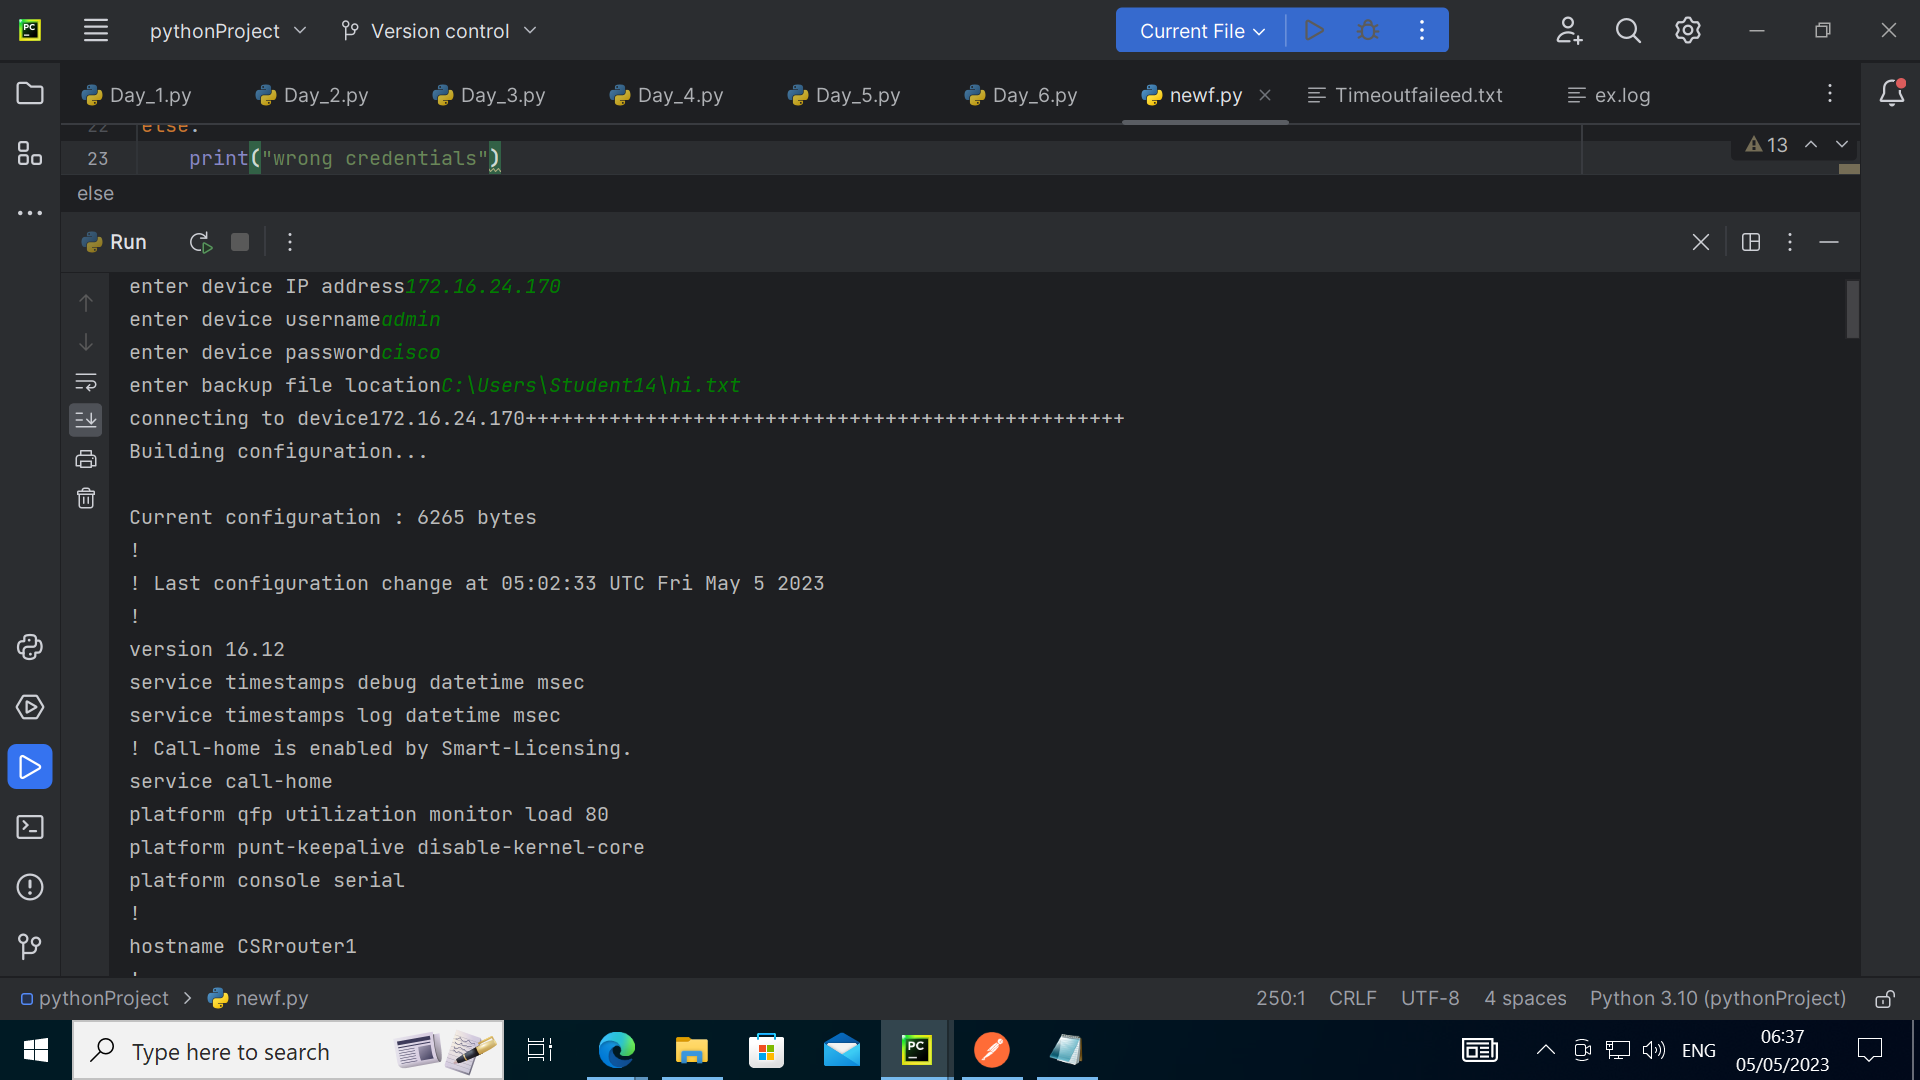 pythonProject
Version control
Current File
Day_1.py
Day_2.py
Day_3.py
Day_4.py
Day_5.py
Day_6.py
newf.py
Timeoutfaileed.txt
ex.log
22 else:
23 print("wrong credentials")
13
else
Run
enter device IP address172.16.24.170
enter device usernameadmin
enter device passwordcisco
enter backup file locationC:\Users\Student14\hi.txt
connecting to device172.16.24.170++++++++++++++++++++++++++++++++++++++++++++++++++
Building configuration...
Current configuration : 6265 bytes
!
! Last configuration change at 05:02:33 UTC Fri May 5 2023
!
version 16.12
service timestamps debug datetime msec
service timestamps log datetime msec
! Call-home is enabled by Smart-Licensing.
service call-home
platform qfp utilization monitor load 80
platform punt-keepalive disable-kernel-core
platform console serial
!
hostname CSRrouter1
!
pythonProject > newf.py
250:1 CRLF UTF-8 4 spaces Python 3.10 (pythonProject)
Type here to search
ENG
06:37
05/05/2023